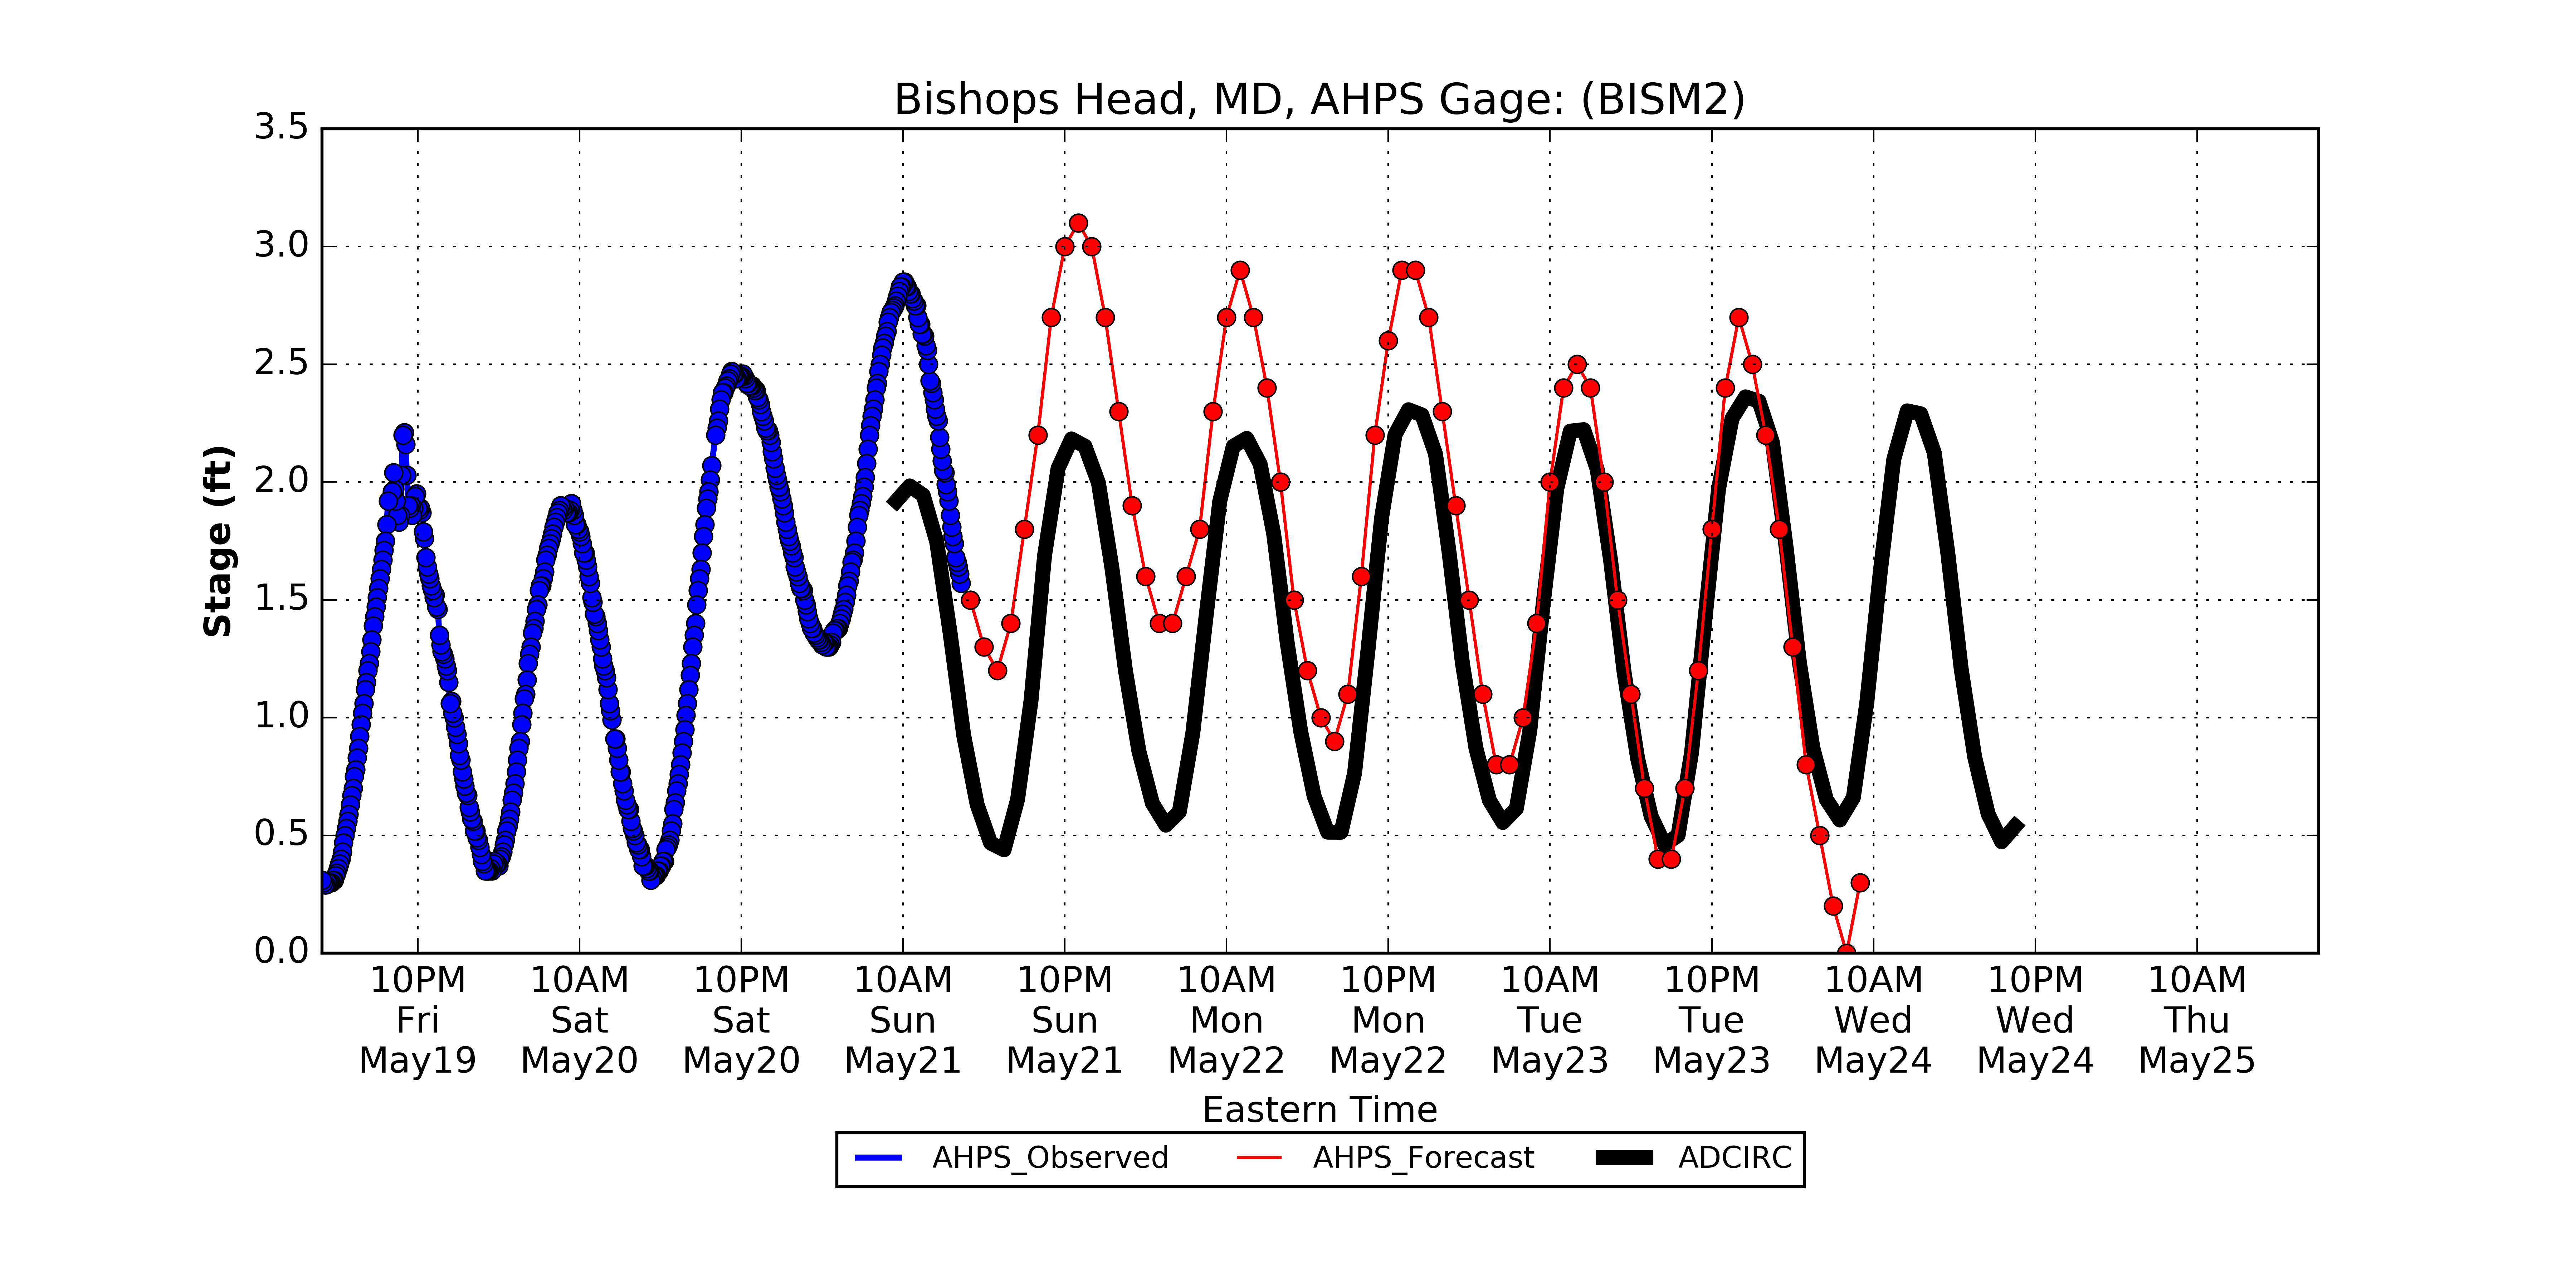 Bishops Head, MD, AHPS Gage: (BISM2)
Stage (ft)
3.5
3.0
2.5
2.0
1.5
1.0
0.5
0.0
10PM 10AM 10PM 10AM 10PM 10AM 10PM 10AM 10PM 10AM 10PM 10AM
Fri Sat Sat Sun Sun Mon Mon Tue Tue Wed Wed Thu
May19 May20 May20 May21 May21 May22 May22 May23 May23 May24 May24 May25
Eastern Time
AHPS_Observed AHPS_Forecast ADCIRC